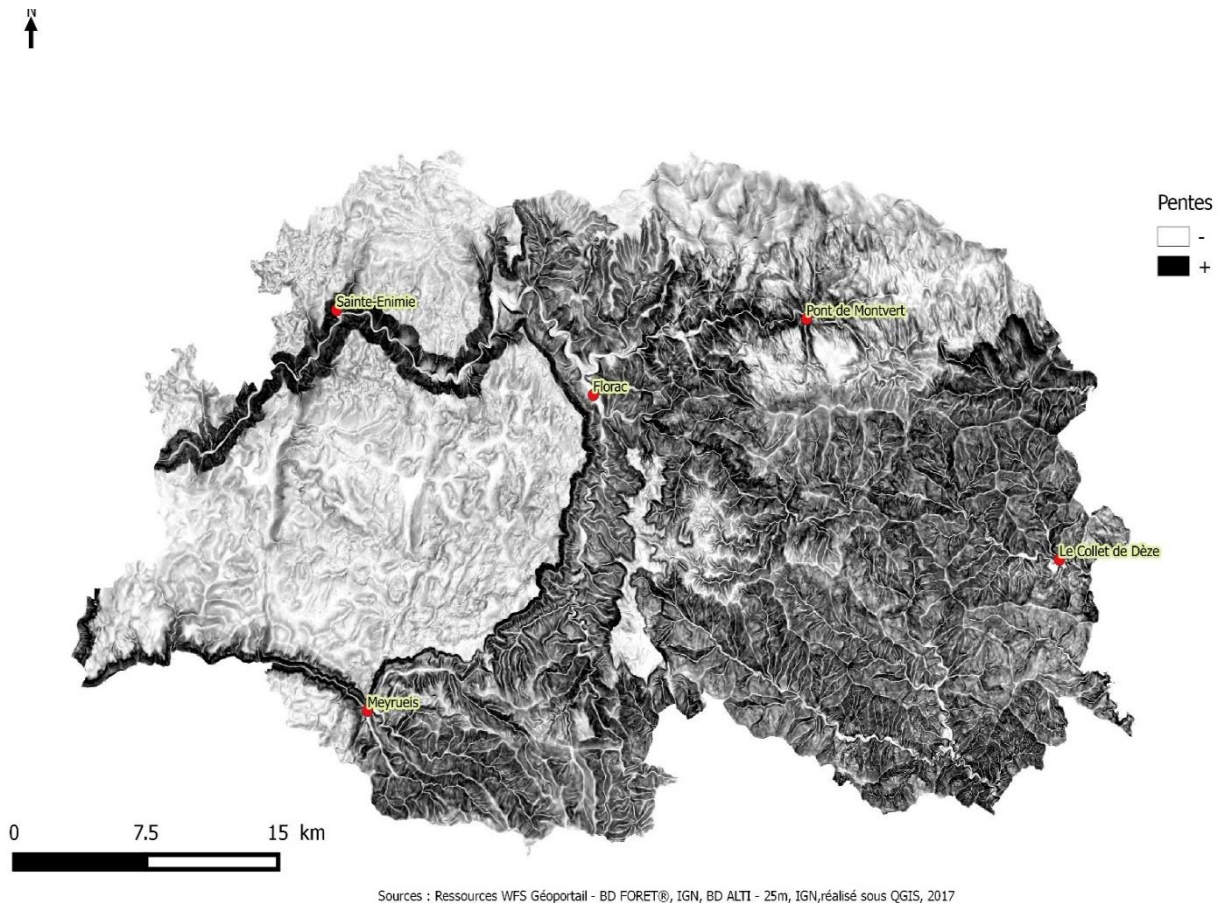 N
Pentes
-
+
Sainte-Enimie
Pont de Montvert
Florac
Le Collet de Dèze
Meyrueis
0 7.5 15 km
Sources : Ressources WFS Géoportail - BD FORET®, IGN, BD ALTI - 25m, IGN,réalisé sous QGIS, 2017